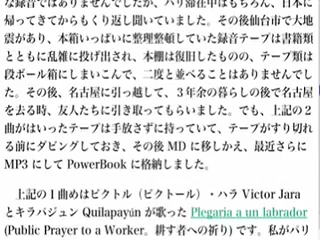 な録音ではありませんでしたが、パリ滞在中はもちろん、日本に
帰ってきてからもくり返し聞いていました。その後仙台市で大地
震があり、本箱いっぱいに整理整頓していた録音テープは書籍類
とともに乱雑に投げ出され、本棚は復旧したものの、テープ類は
段ボール箱にしまいこんで、二度と並べることはありませんでし
た。その後、名古屋に引っ越して、３年余の暮らしの後で名古屋
を去る時、友人たちに引き取ってもらいました。でも、上記の２
曲がはいったテープは手放さずに持っていて、テープがすり切れ
る前にダビングしておき、その後 MD に移しかえ、最近さらに
MP3 にして PowerBook に格納しました。
上記の１曲めはビクトル（ビクトール）・ハラ Victor Jara
とキラパジュン Quilapayún が歌った Plegaria a un labrador
(Public Prayer to a Worker。耕す者への祈り) です。私がパリ